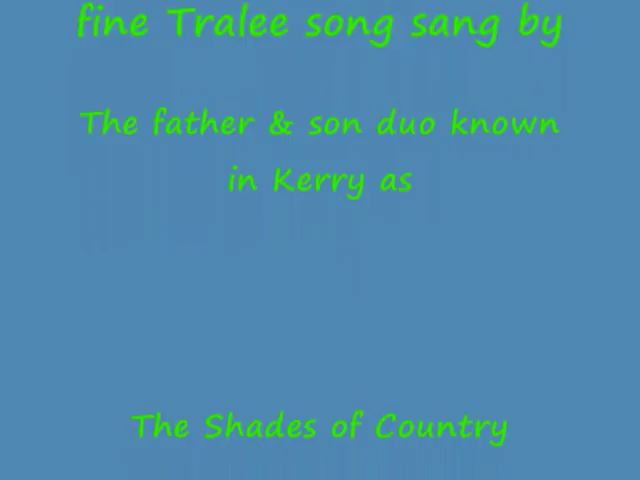 fine Tralee song sang by
The father & son duo known
in Kerry as
The Shades of Country